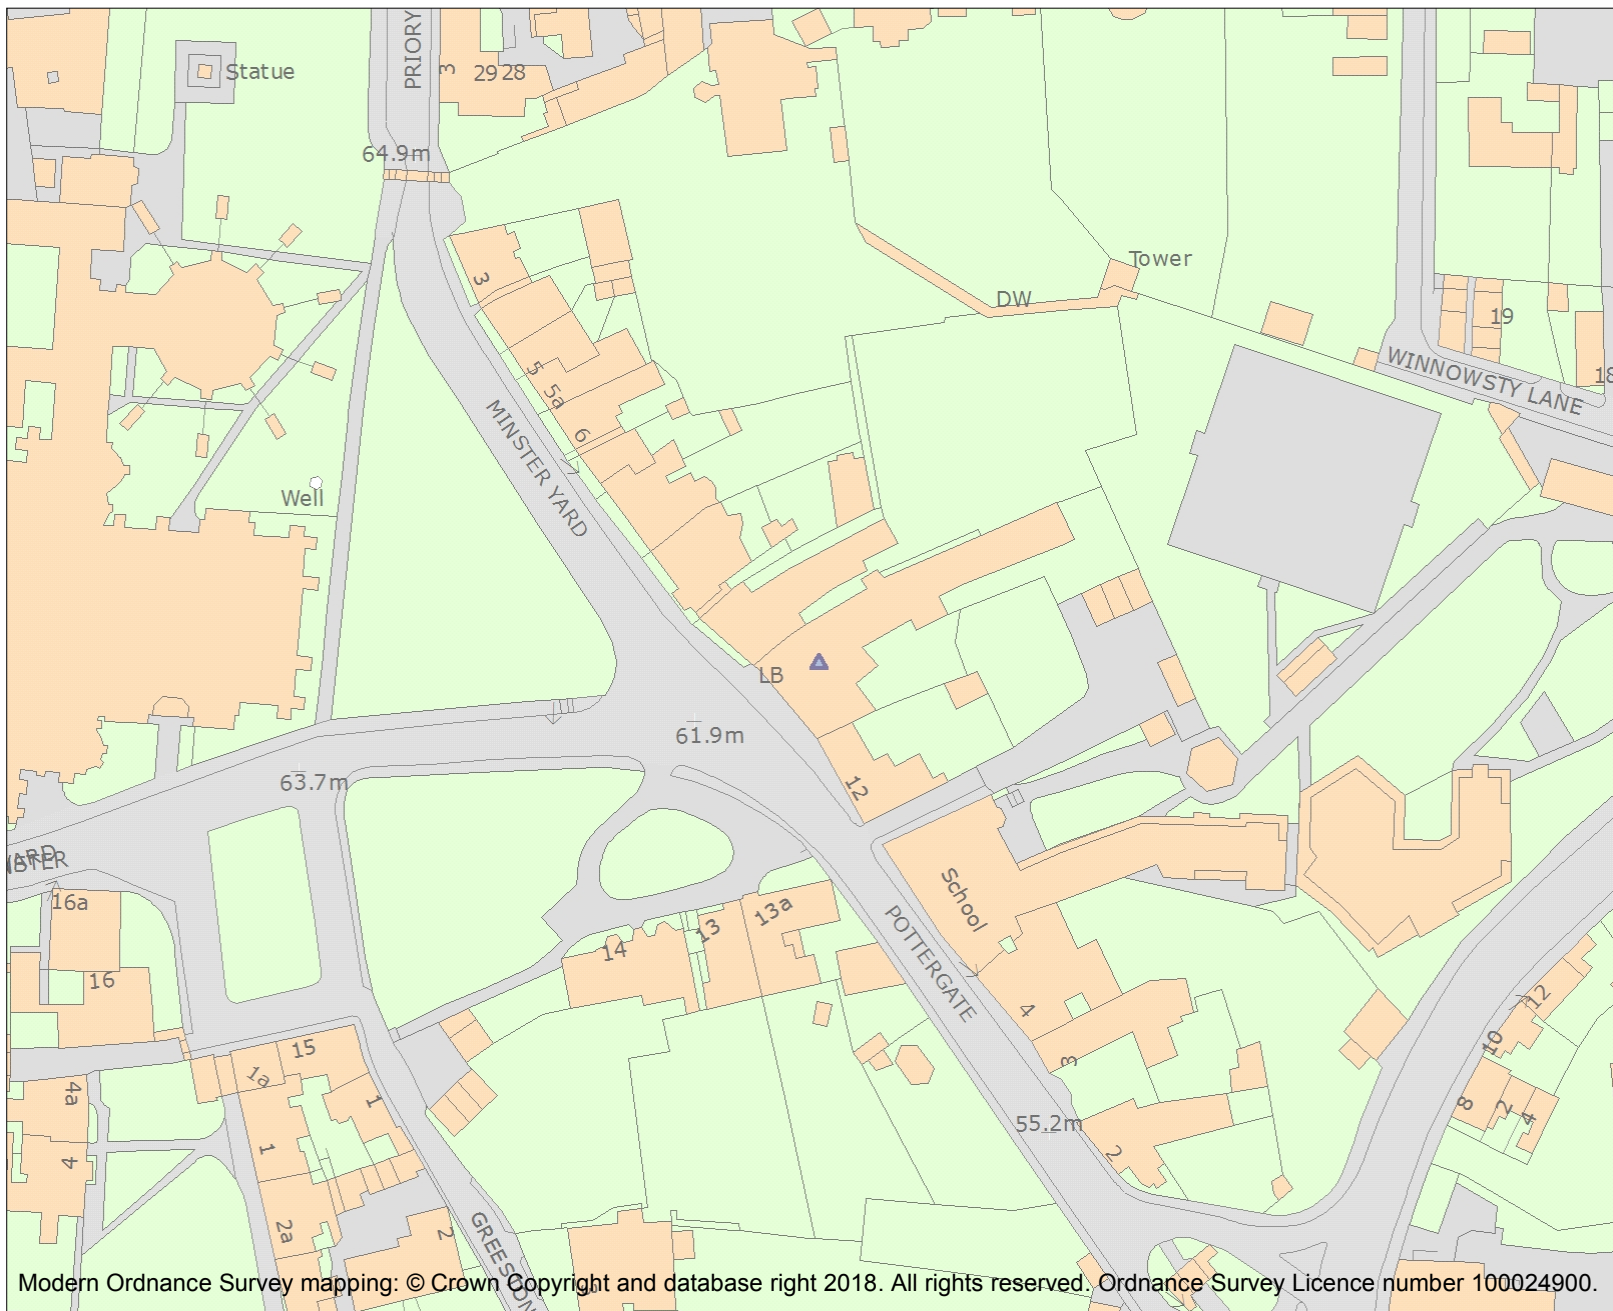 PRIORY
3
29
28
Statue
64.9m
Tower
DW
3
19
18
WINNOWSTY LANE
5
5a
6
MINSTER YARD
Well
LB
61.9m
63.7m
12
YARD
16a
School
13a
13
14
POTTERGATE
16
4
12
10
3
15
1a
4a
1
8
2
4
55.2m
1
4
2
2a
2
GREESTON
Modern Ordnance Survey mapping: © Crown Copyright and database right 2018. All rights reserved. Ordnance Survey Licence number 100024900.